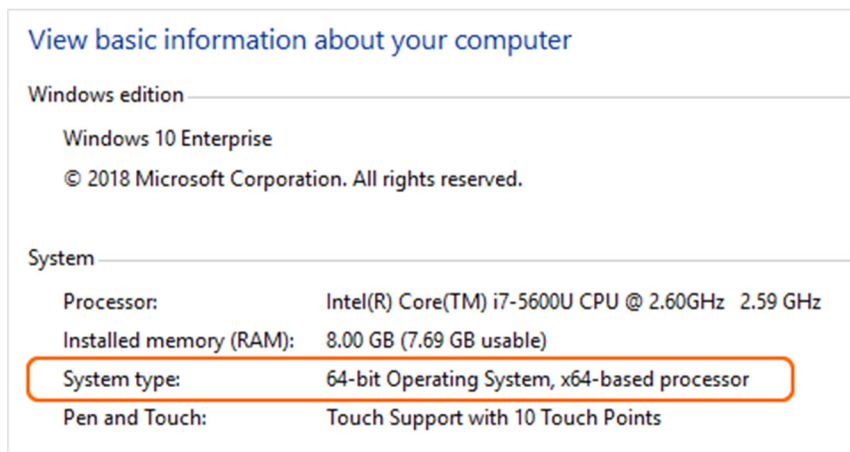 View basic information about your computer
Windows edition
Windows 10 Enterprise
© 2018 Microsoft Corporation. All rights reserved.
System
Processor: Intel(R) Core(TM) i7-5600U CPU @ 2.60GHz 2.59 GHz
Installed memory (RAM): 8.00 GB (7.69 GB usable)
System type: 64-bit Operating System, x64-based processor
Pen and Touch: Touch Support with 10 Touch Points